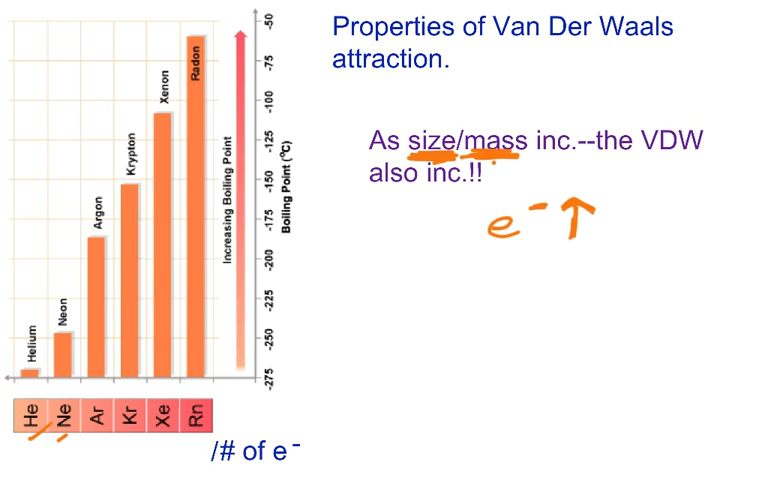 Properties of Van Der Waals
attraction.
As size/mass inc.--the VDW
also inc.!!
e⁻↑
Helium
Neon
Argon
Krypton
Xenon
Radon
Increasing Boiling Point
Boiling Point (°C)
-50
-75
-100
-125
-150
-175
-200
-225
-250
-275
He
Ne
Ar
Kr
Xe
Rn
/# of e⁻